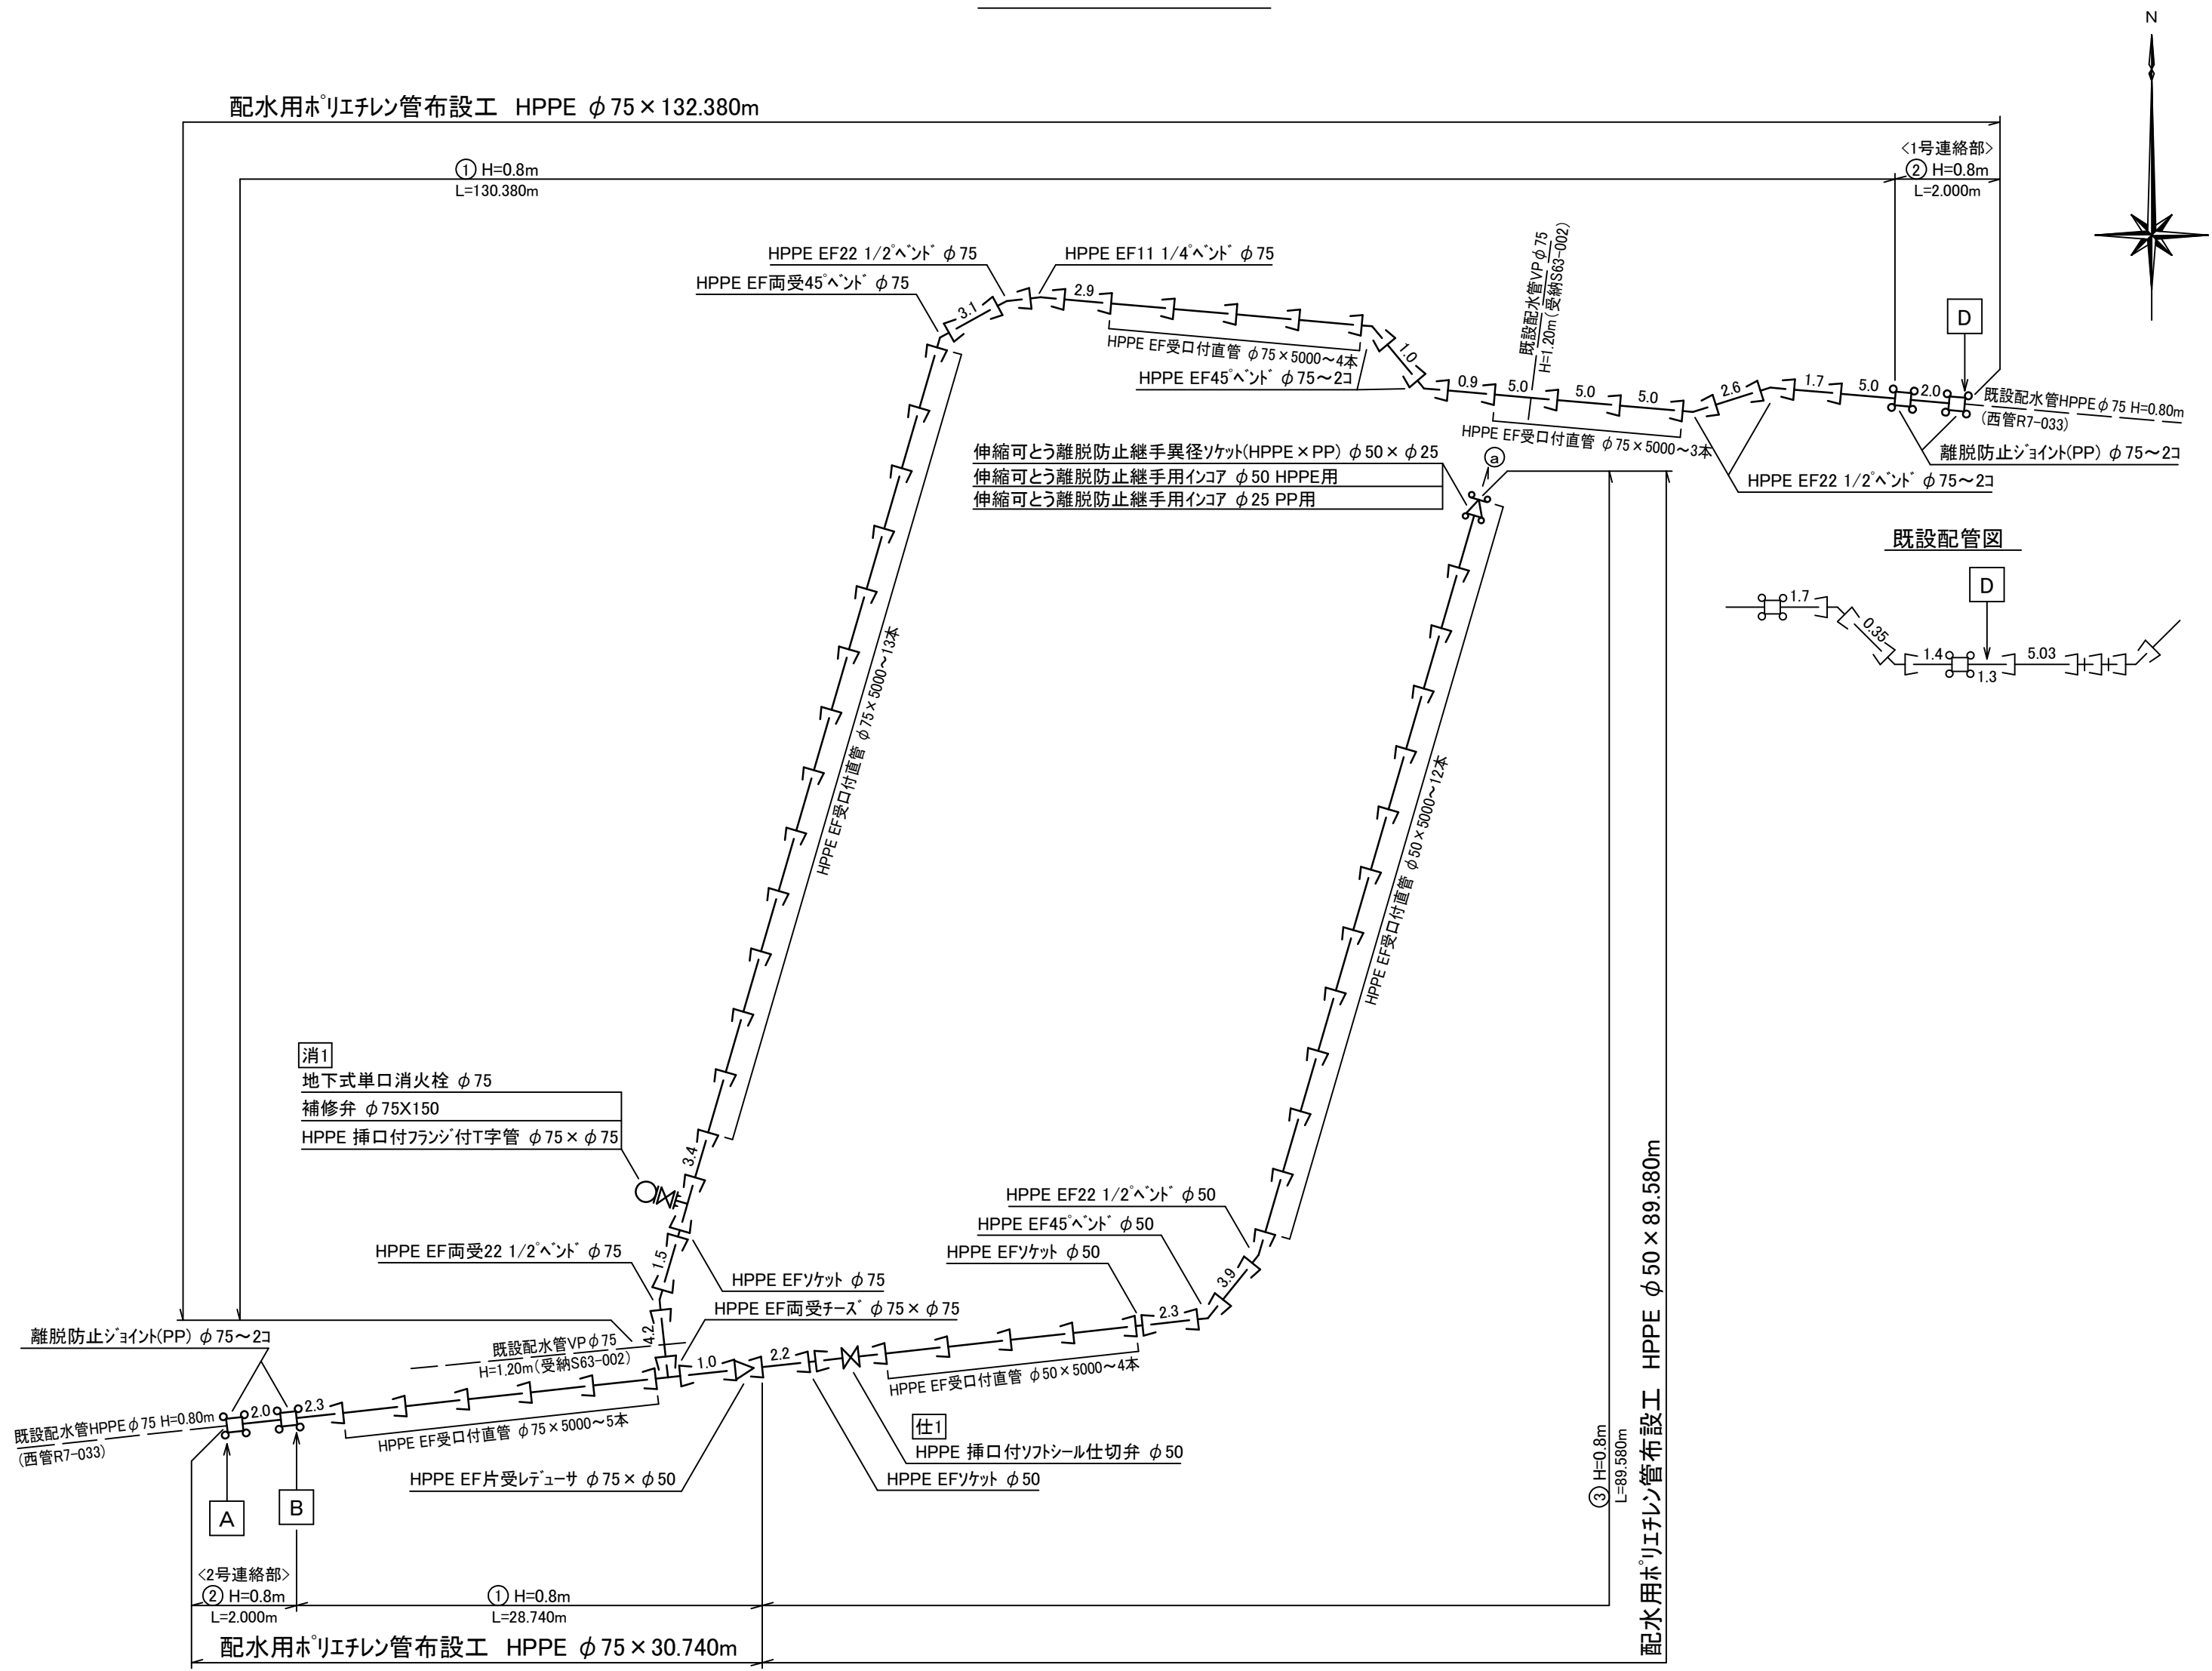 N
配水用ポリエチレン管布設工 HPPE φ75×132.380m
① H=0.8m
L=130.380m
<1号連絡部>
② H=0.8m
L=2.000m
HPPE EF22 1/2°ベンド φ75
HPPE EF11 1/4°ベンド φ75
HPPE EF両受45°ベンド φ75
3.1
2.9
HPPE EF受口付直管 φ75×5000～4本
HPPE EF45°ベンド φ75～2コ
1.0
既設配水管VPφ75
H=1.20m(受納S63-002)
0.9
5.0
5.0
5.0
HPPE EF受口付直管 φ75×5000～3本
2.6
1.7
5.0
2.0
D
既設配水管HPPEφ75 H=0.80m
(西管R7-033)
離脱防止ジョイント(PP) φ75～2コ
HPPE EF22 1/2°ベンド φ75～2コ
伸縮可とう離脱防止継手異径ソケット(HPPE×PP) φ50×φ25
伸縮可とう離脱防止継手用インコア φ50 HPPE用
伸縮可とう離脱防止継手用インコア φ25 PP用
ⓐ
既設配管図
D
1.7
0.35
1.4
1.3
5.03
HPPE EF受口付直管 φ75×5000～13本
HPPE EF受口付直管 φ50×5000～12本
消1
地下式単口消火栓 φ75
補修弁 φ75X150
HPPE 挿口付フランジ付T字管 φ75×φ75
3.4
HPPE EF両受22 1/2°ベンド φ75
1.5
HPPE EFソケット φ75
HPPE EF両受チーズ φ75×φ75
4.2
HPPE EF22 1/2°ベンド φ50
HPPE EF45°ベンド φ50
HPPE EFソケット φ50
3.9
2.3
離脱防止ジョイント(PP) φ75～2コ
既設配水管VPφ75
H=1.20m(受納S63-002)
1.0
2.2
HPPE EF受口付直管 φ50×5000～4本
既設配水管HPPEφ75 H=0.80m
(西管R7-033)
2.0
2.3
HPPE EF受口付直管 φ75×5000～5本
仕1
HPPE 挿口付ソフトシール仕切弁 φ50
HPPE EF片受レデューサ φ75×φ50
HPPE EFソケット φ50
A
B
<2号連絡部>
② H=0.8m
L=2.000m
① H=0.8m
L=28.740m
配水用ポリエチレン管布設工 HPPE φ75×30.740m
③ H=0.8m
L=89.580m
配水用ポリエチレン管布設工 HPPE φ50×89.580m